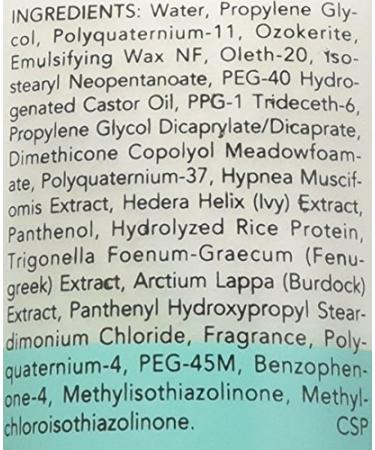 INGREDIENTS: Water, Propylene Gly-
col, Polyquaternium-11, Ozokerite,
Emulsifying Wax NF, Oleth-20, Iso-
stearyl Neopentanoate, PEG-40 Hydro-
genated Castor Oil, PPG-1 Trideceth-6,
Propylene Glycol Dicaprylate/Dicaprate,
Dimethicone Copolyol Meadowfoam-
ate, Polyquaternium-37, Hypnea Muscif-
omis Extract, Hedera Helix (Ivy) Extract,
Panthenol, Hydrolyzed Rice Protein,
Trigonella Foenum-Graecum (Fenu-
greek) Extract, Arctium Lappa (Burdock)
Extract, Panthenyl Hydroxypropyl Stear-
dimonium Chloride, Fragrance, Poly-
quaternium-4, PEG-45M, Benzophen-
one-4, Methylisothiazolinone, Methyl-
chloroisothiazolinone. CSP